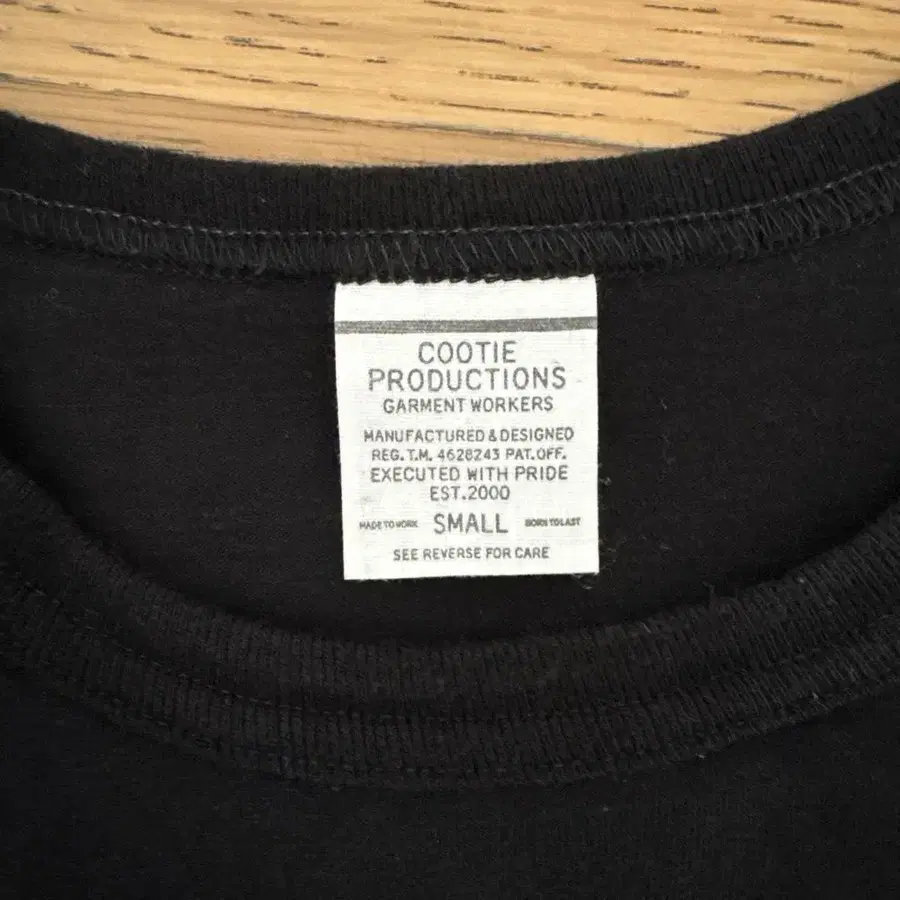 COOTIE
PRODUCTIONS
GARMENT WORKERS
MANUFACTURED & DESIGNED
REG. T.M. 4628243 PAT. OFF.
EXECUTED WITH PRIDE
EST. 2000
MADE TO WORK SMALL BORN TO LAST
SEE REVERSE FOR CARE